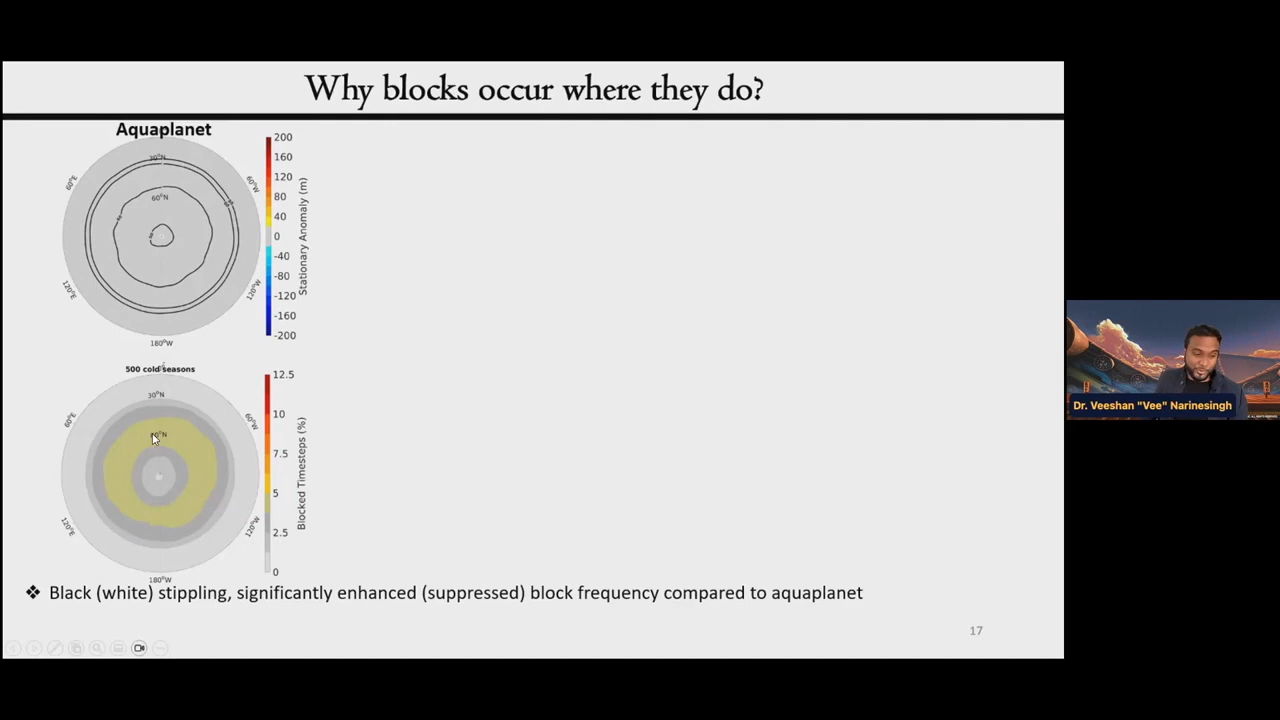 Why blocks occur where they do?
Aquaplanet
30°N
60°N
60°E
60°W
120°E
120°W
180°W
200
160
120
80
40
0
-40
-80
-120
-160
-200
Stationary Anomaly (m)
500 cold seasons
30°N
60°E
60°W
120°E
120°W
180°W
12.5
10
7.5
5
2.5
0
Blocked Timesteps (%)
❖ Black (white) stippling, significantly enhanced (suppressed) block frequency compared to aquaplanet
17
Dr. Veeshan "Vee" Narinesingh